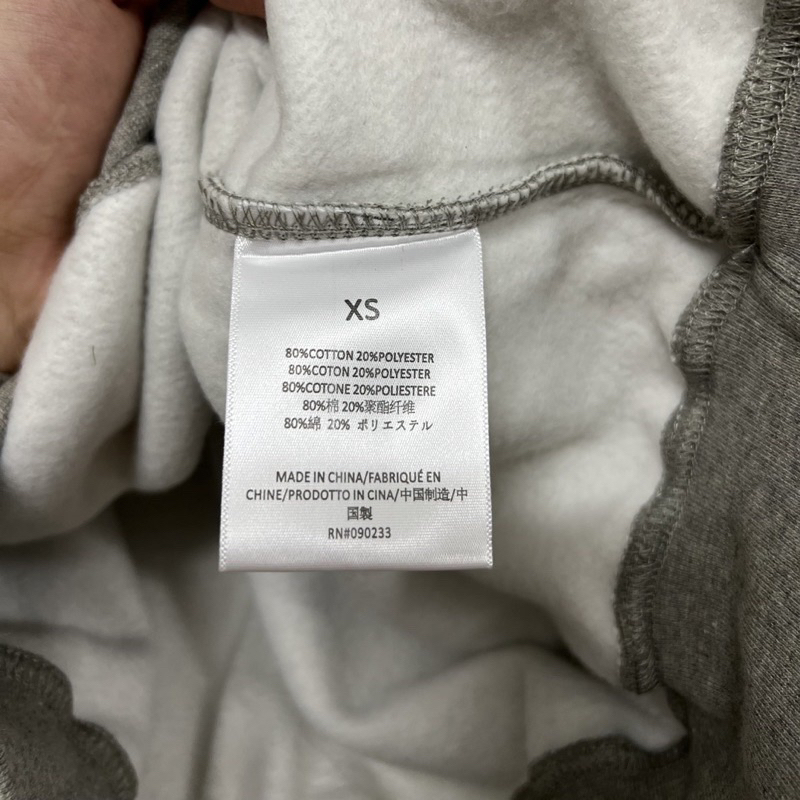 XS
80%COTTON 20%POLYESTER
80%COTON 20%POLYESTER
80%COTONE 20%POLIESTERE
80%棉 20%聚酯纤维
80%綿 20% ポリエステル
MADE IN CHINA/FABRIQUÉ EN
CHINE/PRODOTTO IN CINA/中国制造/中
国製
RN#090233